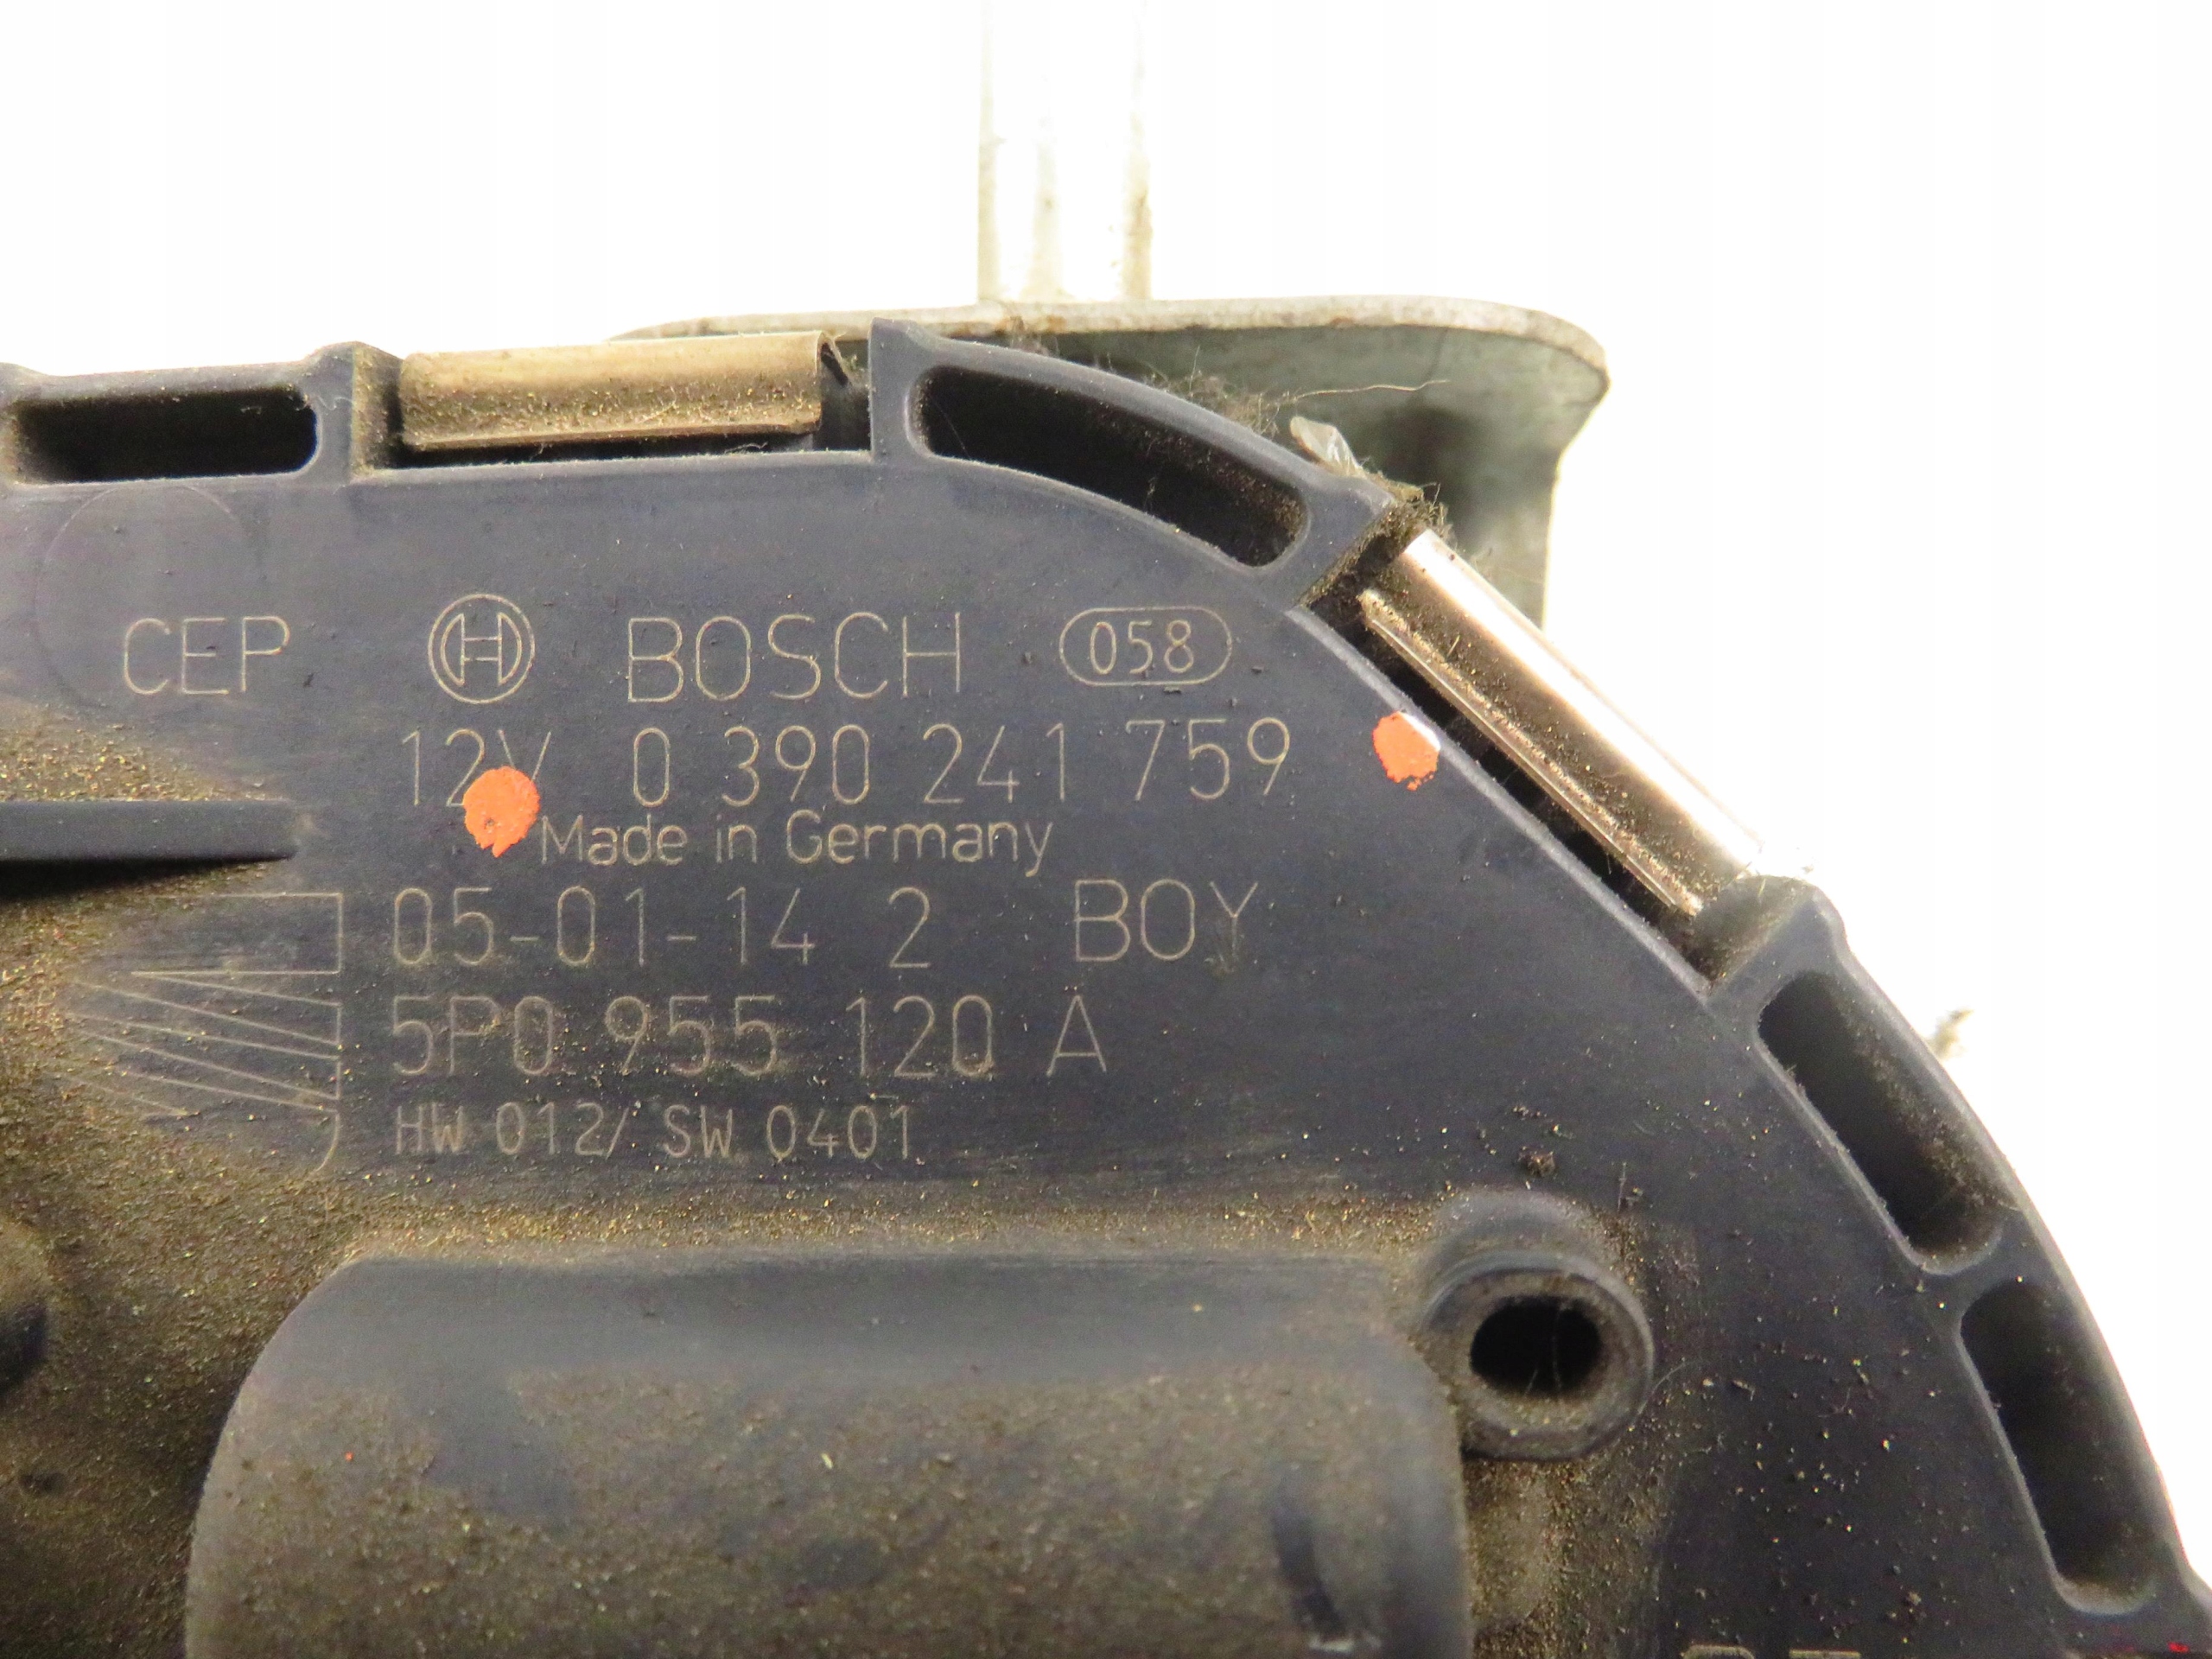 CEP BOSCH 058
12V 0 390 241 759
Made in Germany
05-01-14 2 BOY
5P0 955 120 A
HW 012/ SW 0401